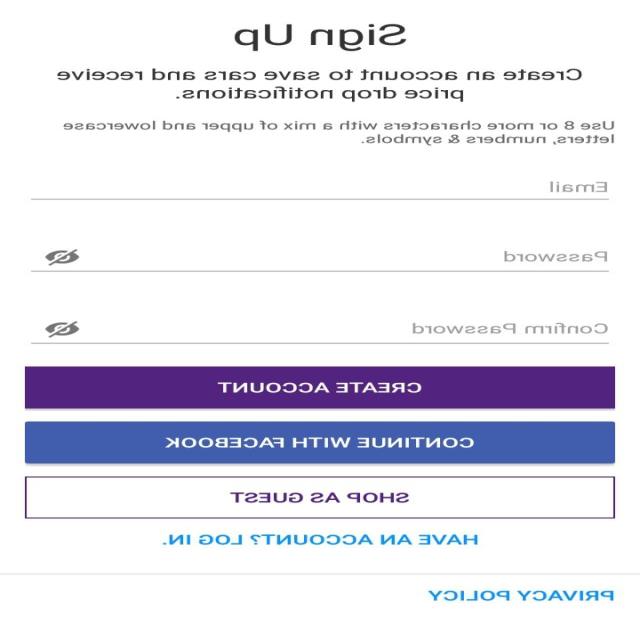 Sign Up
Create an account to save cars and receive
price drop notifications.
Use 8 or more characters with a mix of upper and lowercase
letters, numbers & symbols.
Email
Password
Confirm Password
CREATE ACCOUNT
CONTINUE WITH FACEBOOK
SHOP AS GUEST
HAVE AN ACCOUNT? LOG IN.
PRIVACY POLICY